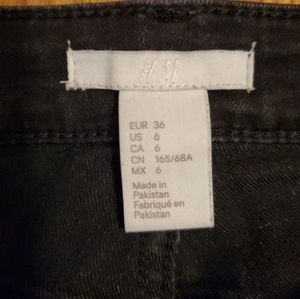 H&M
EUR 36
US 6
CA 6
CN 165/68A
MX 6
Made in
Pakistan
Fabriqué en
Pakistan